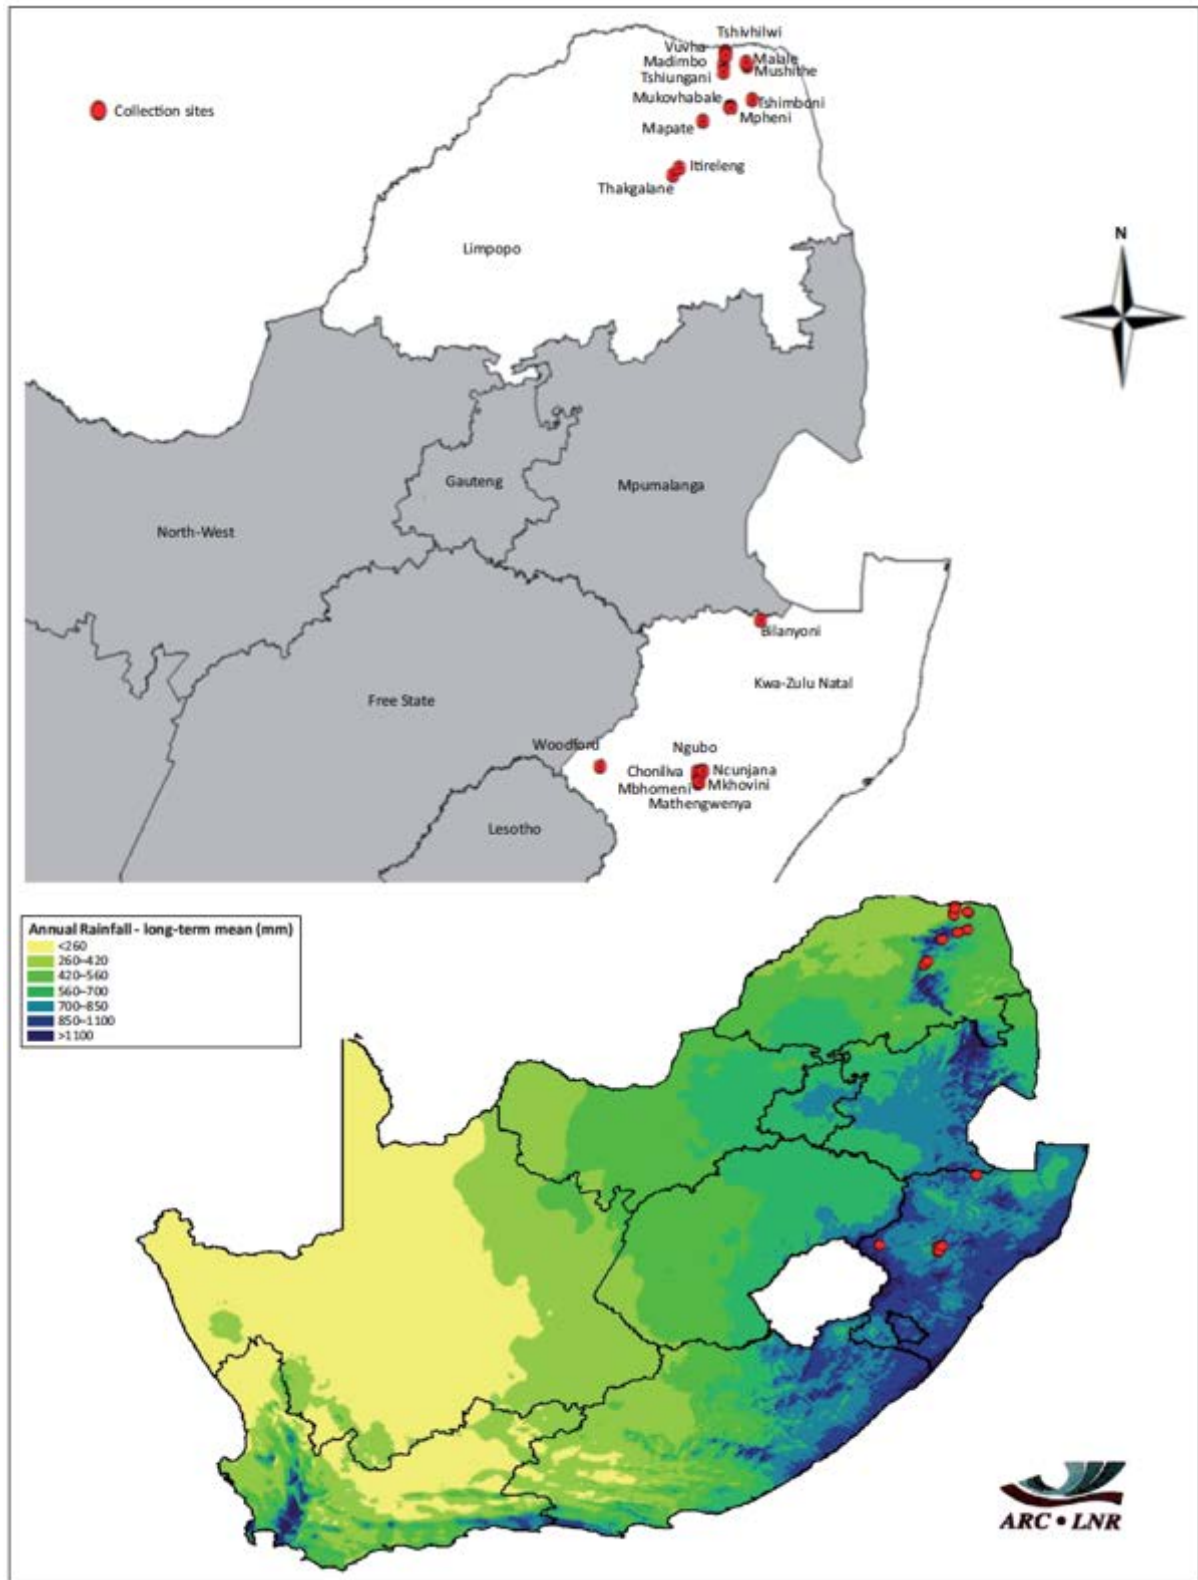 Tshivhilwi
Vuvha
Madimbo
Malale
Mushithe
Tshiungani
Mukovhabale
Tshimboni
Mpheni
Mapate
Collection sites
Itireleng
Thakgalane
Limpopo
N
Gauteng
Mpumalanga
North-West
Bilanyoni
Kwa-Zulu Natal
Free State
Woodford
Ngubo
Choniliva
Ncunjana
Mbhomeni
Mkhovini
Mathengwenya
Lesotho
Annual Rainfall - long-term mean (mm)
<260
260–420
420–560
560–700
700–850
850–1100
>1100
ARC • LNR